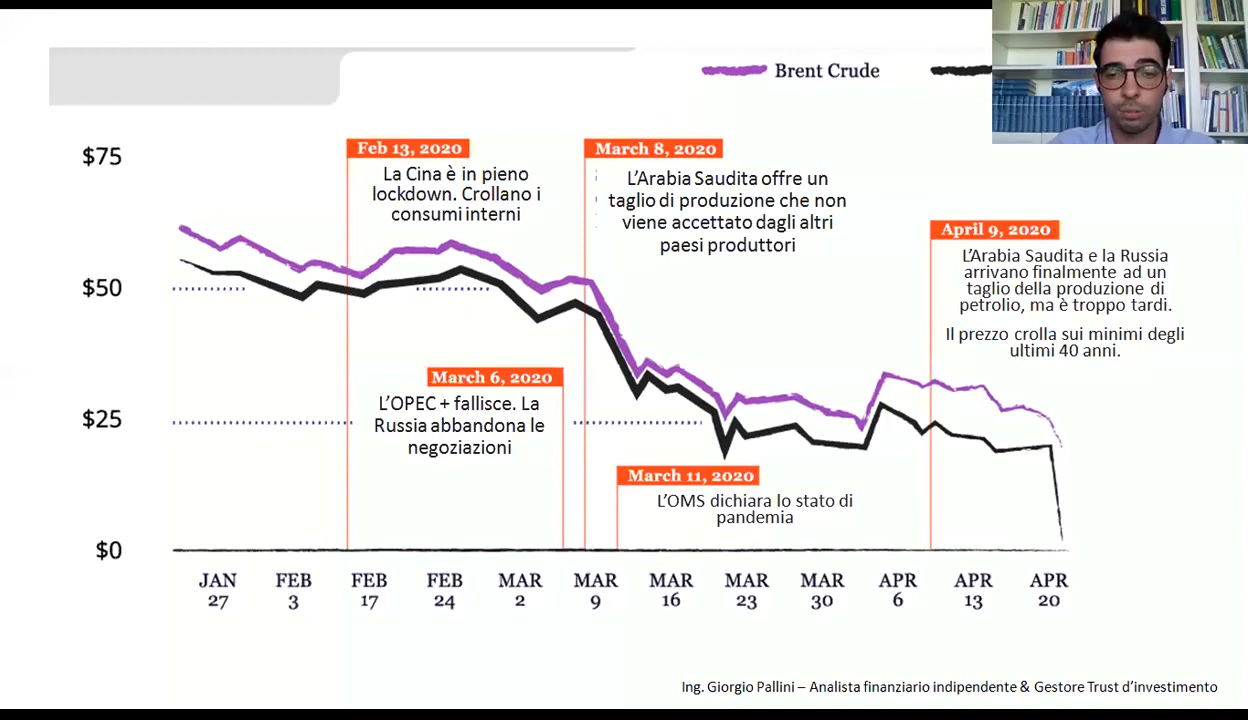 Brent Crude
$75
$50
$25
$0
Feb 13, 2020
La Cina è in pieno
lockdown. Crollano i
consumi interni
March 8, 2020
L'Arabia Saudita offre un
taglio di produzione che non
viene accettato dagli altri
paesi produttori
April 9, 2020
L'Arabia Saudita e la Russia
arrivano finalmente ad un
taglio della produzione di
petrolio, ma è troppo tardi.
Il prezzo crolla sui minimi degli
ultimi 40 anni.
March 6, 2020
L'OPEC + fallisce. La
Russia abbandona le
negoziazioni
March 11, 2020
L'OMS dichiara lo stato di
pandemia
JAN FEB FEB FEB MAR MAR MAR MAR MAR APR APR APR
27 3 17 24 2 9 16 23 30 6 13 20
Ing. Giorgio Pallini – Analista finanziario indipendente & Gestore Trust d'investimento